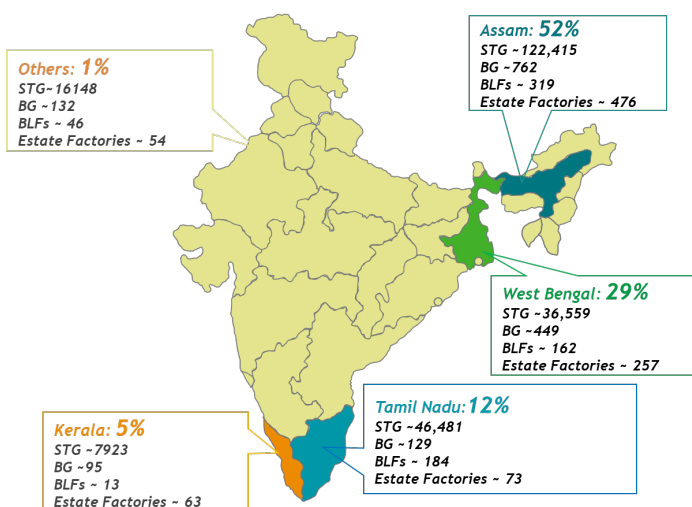 Assam: 52%
STG ~122,415
BG ~762
BLFs ~ 319
Estate Factories ~ 476
Others: 1%
STG~16148
BG ~132
BLFs ~ 46
Estate Factories ~ 54
West Bengal: 29%
STG ~36,559
BG ~449
BLFs ~ 162
Estate Factories ~ 257
Tamil Nadu: 12%
STG ~46,481
BG ~129
BLFs ~ 184
Estate Factories ~ 73
Kerala: 5%
STG ~7923
BG ~95
BLFs ~ 13
Estate Factories ~ 63